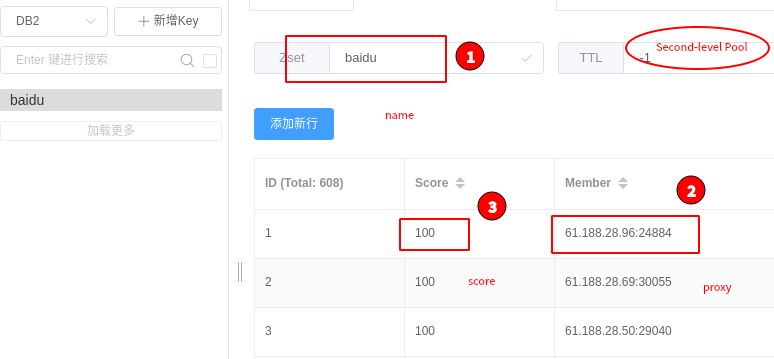 DB2
新增Key
Enter 键进行搜索
baidu
加载更多
Zset
baidu
1
TTL
-1
Second-level Pool
添加新行
name
ID (Total: 608)
Score
Member
2
3
1
100
61.188.28.96:24884
2
100
score
61.188.28.69:30055
proxy
3
100
61.188.28.50:29040